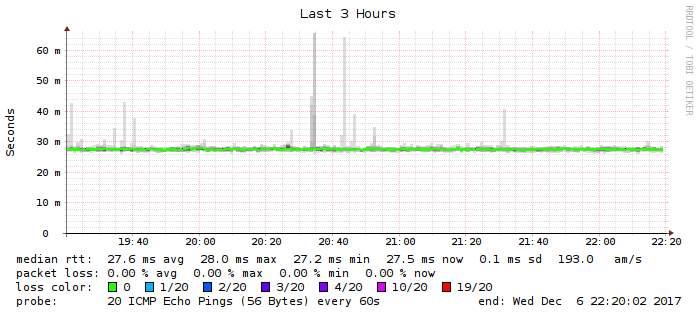 Last 3 Hours
RRDTOOL / TOBI OETIKER
Seconds
60 m
50 m
40 m
30 m
20 m
10 m
0
19:40 20:00 20:20 20:40 21:00 21:20 21:40 22:00 22:20
median rtt: 27.6 ms avg 28.0 ms max 27.2 ms min 27.5 ms now 0.1 ms sd 193.0 am/s
packet loss: 0.00 % avg 0.00 % max 0.00 % min 0.00 % now
loss color: 0 1/20 2/20 3/20 4/20 10/20 19/20
probe: 20 ICMP Echo Pings (56 Bytes) every 60s end: Wed Dec 6 22:20:02 2017